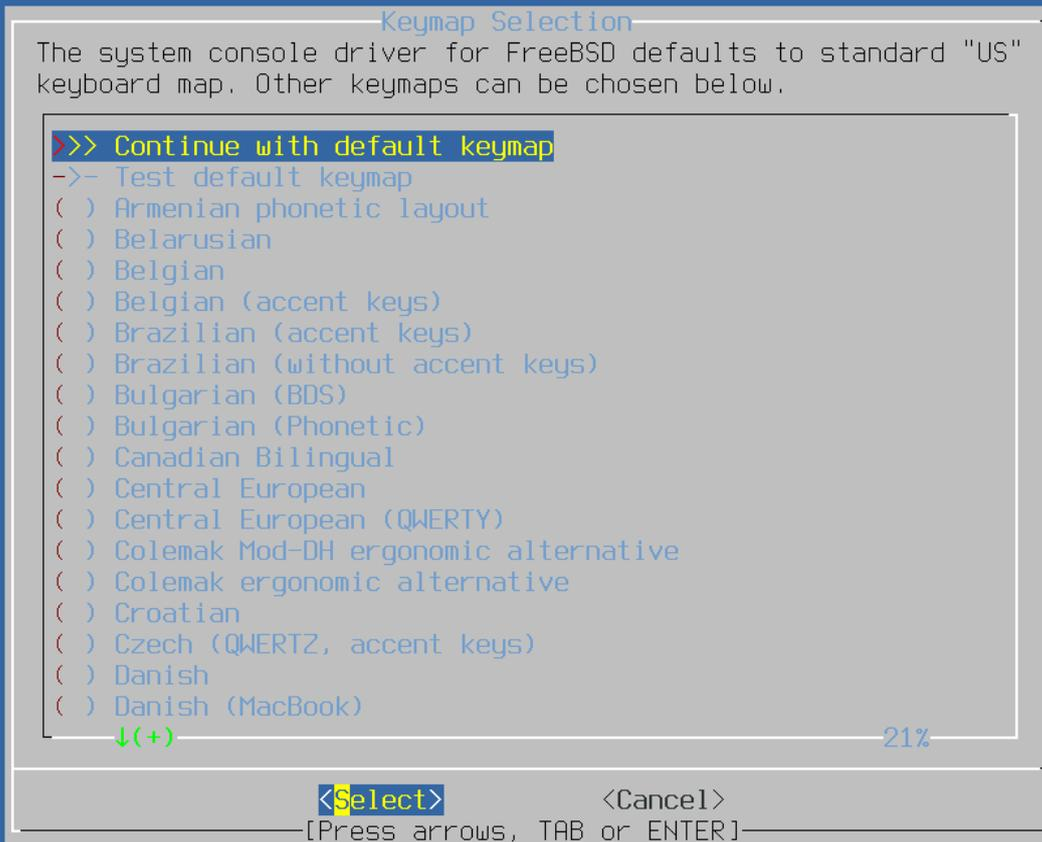 Keymap Selection
The system console driver for FreeBSD defaults to standard "US"
keyboard map. Other keymaps can be chosen below.
>>> Continue with default keymap
->- Test default keymap
( ) Armenian phonetic layout
( ) Belarusian
( ) Belgian
( ) Belgian (accent keys)
( ) Brazilian (accent keys)
( ) Brazilian (without accent keys)
( ) Bulgarian (BDS)
( ) Bulgarian (Phonetic)
( ) Canadian Bilingual
( ) Central European
( ) Central European (QWERTY)
( ) Colemak Mod-DH ergonomic alternative
( ) Colemak ergonomic alternative
( ) Croatian
( ) Czech (QWERTZ, accent keys)
( ) Danish
( ) Danish (MacBook)
↓(+) 21%
<Select> <Cancel>
[Press arrows, TAB or ENTER]